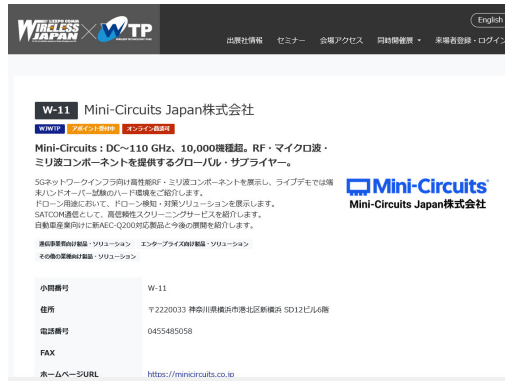 WIRELESS JAPAN × WTP
English
出展社情報 セミナー 会場アクセス 同時開催展 来場者登録・ログイン
W-11 Mini-Circuits Japan株式会社
WJWTP アポイント受付中 オンライン商談可
Mini-Circuits：DC～110 GHz、10,000機種超。RF・マイクロ波・
ミリ波コンポーネントを提供するグローバル・サプライヤー。
5Gネットワークインフラ向け高性能RF・ミリ波コンポーネントを展示し、ライブデモでは端
末ハンドオーバー試験のハード環境をご紹介します。
ドローン用途において、ドローン検知・対策ソリューションを展示します。
SATCOM通信として、高信頼性スクリーニングサービスを紹介します。
自動車産業向けに新AEC-Q200対応製品と今後の展開を紹介します。
Mini-Circuits
Mini-Circuits Japan株式会社
通信事業者向け製品・ソリューション エンタープライズ向け製品・ソリューション
その他の業種向け製品・ソリューション
小間番号 W-11
住所 〒2220033 神奈川県横浜市港北区新横浜 SD12ビル6階
電話番号 0455485058
FAX
ホームページURL https://minicircuits.co.jp